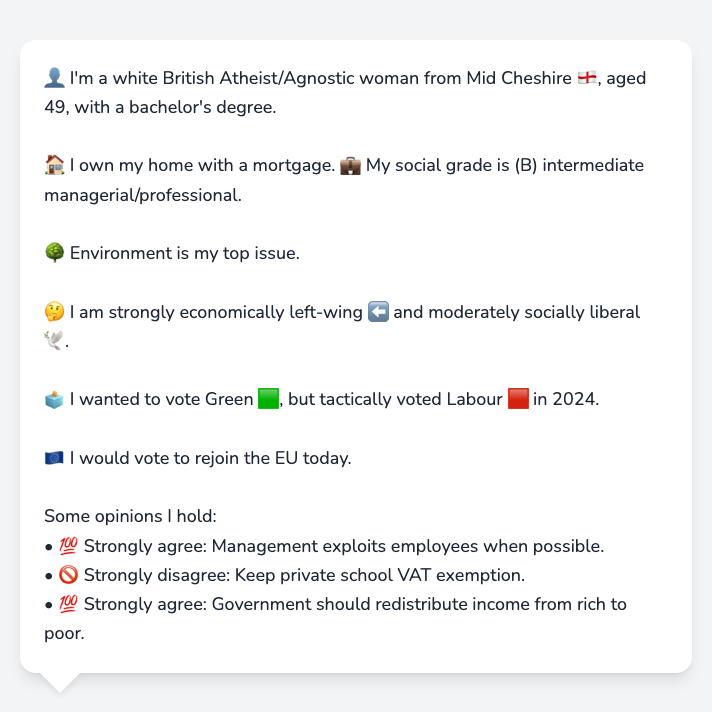 👤 I'm a white British Atheist/Agnostic woman from Mid Cheshire 🏴󠁧󠁢󠁥󠁮󠁧󠁿, aged
49, with a bachelor's degree.
🏠 I own my home with a mortgage. 💼 My social grade is (B) intermediate
managerial/professional.
🌳 Environment is my top issue.
🤔 I am strongly economically left-wing ⬅️ and moderately socially liberal
🕊️.
🗳️ I wanted to vote Green 🟩, but tactically voted Labour 🟥 in 2024.
🇪🇺 I would vote to rejoin the EU today.
Some opinions I hold:
• 💯 Strongly agree: Management exploits employees when possible.
• 🚫 Strongly disagree: Keep private school VAT exemption.
• 💯 Strongly agree: Government should redistribute income from rich to
poor.